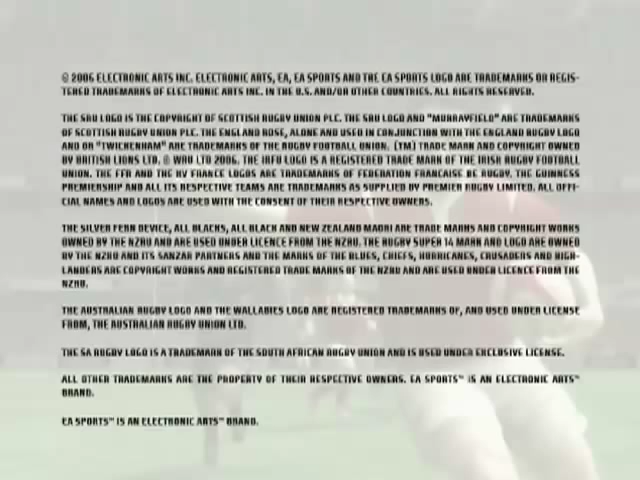 © 2006 ELECTRONIC ARTS INC. ELECTRONIC ARTS, EA, EA SPORTS AND THE EA SPORTS LOGO ARE TRADEMARKS OR REGIS-
TERED TRADEMARKS OF ELECTRONIC ARTS INC. IN THE U.S. AND/OR OTHER COUNTRIES. ALL RIGHTS RESERVED.
THE SRU LOGO IS THE COPYRIGHT OF SCOTTISH RUGBY UNION PLC. THE SRU LOGO AND "MURRAYFIELD" ARE TRADEMARKS
OF SCOTTISH RUGBY UNION PLC. THE ENGLAND ROSE, ALONE AND USED IN CONJUNCTION WITH THE ENGLAND RUGBY LOGO
AND OR "TWICKENHAM" ARE TRADEMARKS OF THE RUGBY FOOTBALL UNION. (TM) TRADE MARK AND COPYRIGHT OWNED
BY BRITISH LIONS LTD. © WRU LTD 2006. THE IRFU LOGO IS A REGISTERED TRADE MARK OF THE IRISH RUGBY FOOTBALL
UNION. THE FFR AND THE XV FRANCE LOGOS ARE TRADEMARKS OF FEDERATION FRANCAISE DE RUGBY. THE GUINNESS
PREMIERSHIP AND ALL ITS RESPECTIVE TEAMS ARE TRADEMARKS AS SUPPLIED BY PREMIER RUGBY LIMITED. ALL OFFI-
CIAL NAMES AND LOGOS ARE USED WITH THE CONSENT OF THEIR RESPECTIVE OWNERS.
THE SILVER FERN DEVICE, ALL BLACKS, ALL BLACK AND NEW ZEALAND MAORI ARE TRADE MARKS AND COPYRIGHT WORKS
OWNED BY THE NZRU AND ARE USED UNDER LICENCE FROM THE NZRU. THE RUGBY SUPER 14 MARK AND LOGO ARE OWNED
BY THE NZRU AND ITS SANZAR PARTNERS AND THE MARKS OF THE BLUES, CHIEFS, HURRICANES, CRUSADERS AND HIGH-
LANDERS ARE COPYRIGHT WORKS AND REGISTERED TRADE MARKS OF THE NZRU AND ARE USED UNDER LICENCE FROM THE
NZRU.
THE AUSTRALIAN RUGBY LOGO AND THE WALLABIES LOGO ARE REGISTERED TRADEMARKS OF, AND USED UNDER LICENSE
FROM, THE AUSTRALIAN RUGBY UNION LTD.
THE SA RUGBY LOGO IS A TRADEMARK OF THE SOUTH AFRICAN RUGBY UNION AND IS USED UNDER EXCLUSIVE LICENSE.
ALL OTHER TRADEMARKS ARE THE PROPERTY OF THEIR RESPECTIVE OWNERS. EA SPORTS™ IS AN ELECTRONIC ARTS™
BRAND.
EA SPORTS™ IS AN ELECTRONIC ARTS™ BRAND.